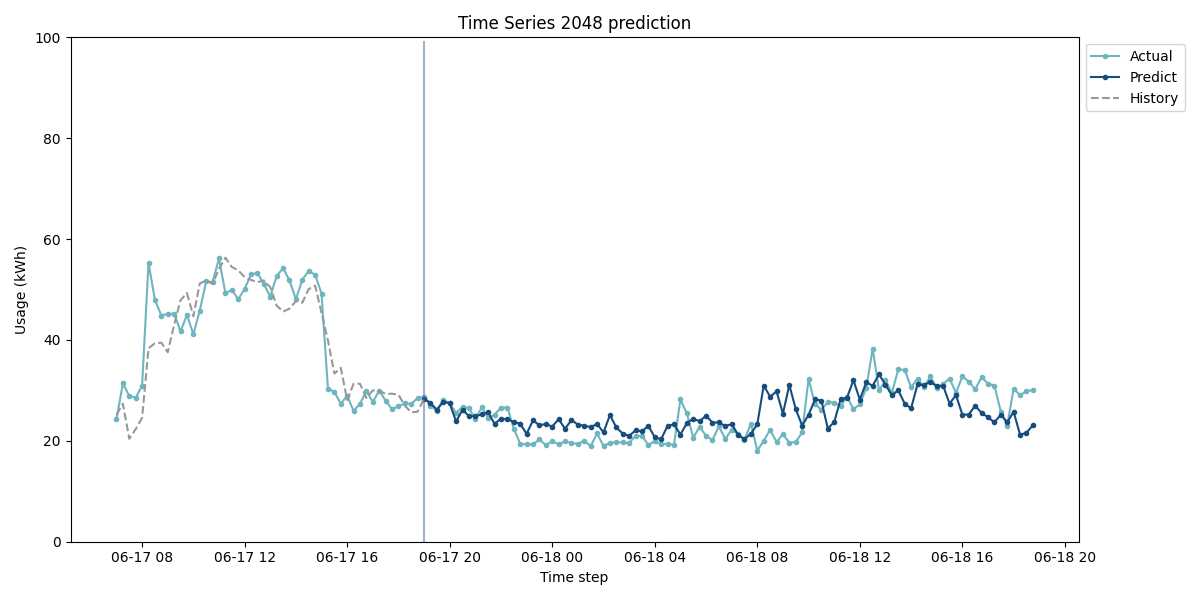 Time Series 2048 prediction
100
80
60
40
20
0
Usage (kWh)
06-17 08
06-17 12
06-17 16
06-17 20
06-18 00
06-18 04
06-18 08
06-18 12
06-18 16
06-18 20
Time step
Actual
Predict
History